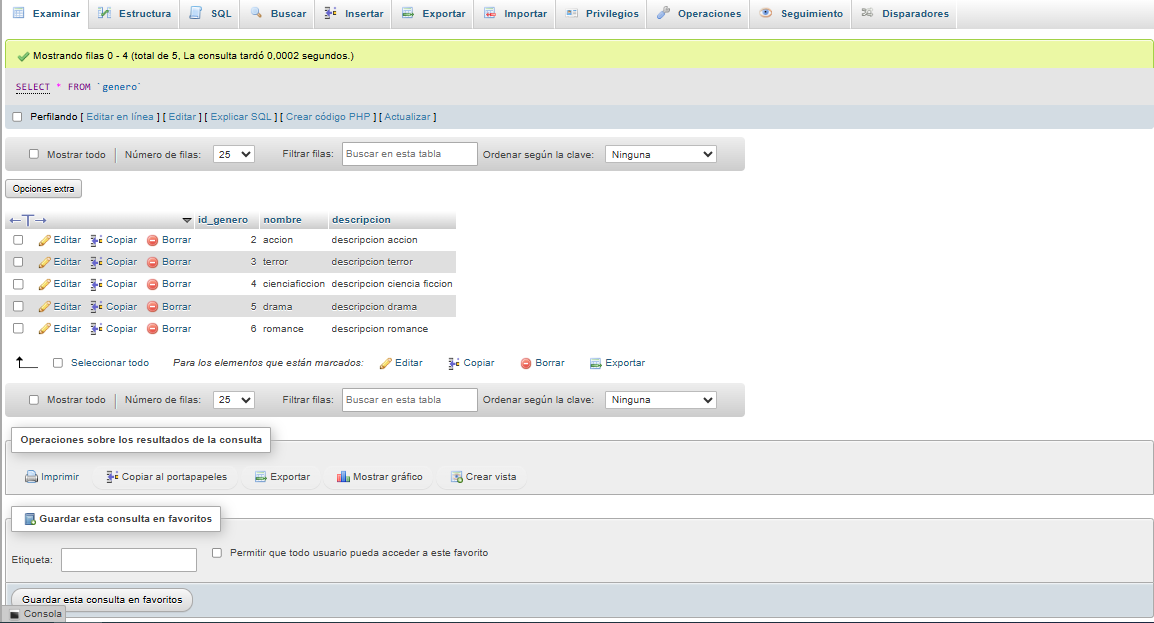 Examinar Estructura SQL Buscar Insertar Exportar Importar Privilegios Operaciones Seguimiento Disparadores
Mostrando filas 0 - 4 (total de 5, La consulta tardó 0,0002 segundos.)
SELECT * FROM `genero`
Perfilando [ Editar en línea ] [ Editar ] [ Explicar SQL ] [ Crear código PHP ] [ Actualizar ]
Mostrar todo Número de filas: 25 Filtrar filas: Buscar en esta tabla Ordenar según la clave: Ninguna
Opciones extra
←T→ id_genero nombre descripcion
Editar Copiar Borrar 2 accion descripcion accion
Editar Copiar Borrar 3 terror descripcion terror
Editar Copiar Borrar 4 cienciaficcion descripcion ciencia ficcion
Editar Copiar Borrar 5 drama descripcion drama
Editar Copiar Borrar 6 romance descripcion romance
Seleccionar todo Para los elementos que están marcados: Editar Copiar Borrar Exportar
Mostrar todo Número de filas: 25 Filtrar filas: Buscar en esta tabla Ordenar según la clave: Ninguna
Operaciones sobre los resultados de la consulta
Imprimir Copiar al portapapeles Exportar Mostrar gráfico Crear vista
Guardar esta consulta en favoritos
Etiqueta: Permitir que todo usuario pueda acceder a este favorito
Guardar esta consulta en favoritos
Consola